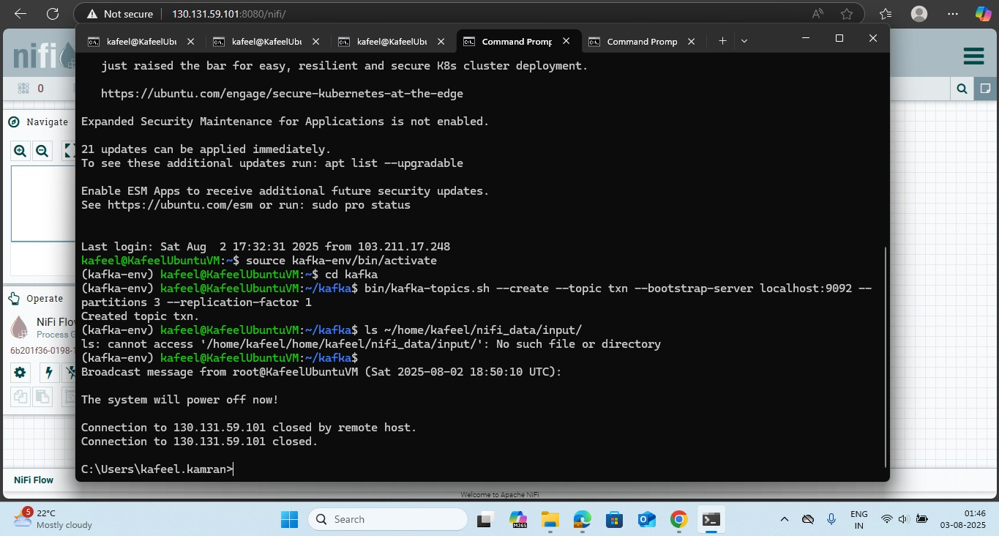 Not secure
130.131.59.101:8080/nifi/
nifi
kafeel@KafeelUbu
kafeel@KafeelUbu
kafeel@KafeelUbu
Command Promp
Command Promp
0
Navigate
Operate
NiFi Flo
Process G
6b201f36-0198-1
NiFi Flow
just raised the bar for easy, resilient and secure K8s cluster deployment.
https://ubuntu.com/engage/secure-kubernetes-at-the-edge
Expanded Security Maintenance for Applications is not enabled.
21 updates can be applied immediately.
To see these additional updates run: apt list --upgradable
Enable ESM Apps to receive additional future security updates.
See https://ubuntu.com/esm or run: sudo pro status
Last login: Sat Aug  2 17:32:31 2025 from 103.211.17.248
kafeel@KafeelUbuntuVM:~$ source kafka-env/bin/activate
(kafka-env) kafeel@KafeelUbuntuVM:~$ cd kafka
(kafka-env) kafeel@KafeelUbuntuVM:~/kafka$ bin/kafka-topics.sh --create --topic txn --bootstrap-server localhost:9092 --
partitions 3 --replication-factor 1
Created topic txn.
(kafka-env) kafeel@KafeelUbuntuVM:~/kafka$ ls ~/home/kafeel/nifi_data/input/
ls: cannot access '/home/kafeel/home/kafeel/nifi_data/input/': No such file or directory
(kafka-env) kafeel@KafeelUbuntuVM:~/kafka$
Broadcast message from root@KafeelUbuntuVM (Sat 2025-08-02 18:50:10 UTC):
The system will power off now!
Connection to 130.131.59.101 closed by remote host.
Connection to 130.131.59.101 closed.
C:\Users\kafeel.kamran>
Welcome to Apache NiFi
5
22°C
Mostly cloudy
Search
M365
ENG
IN
01:46
03-08-2025